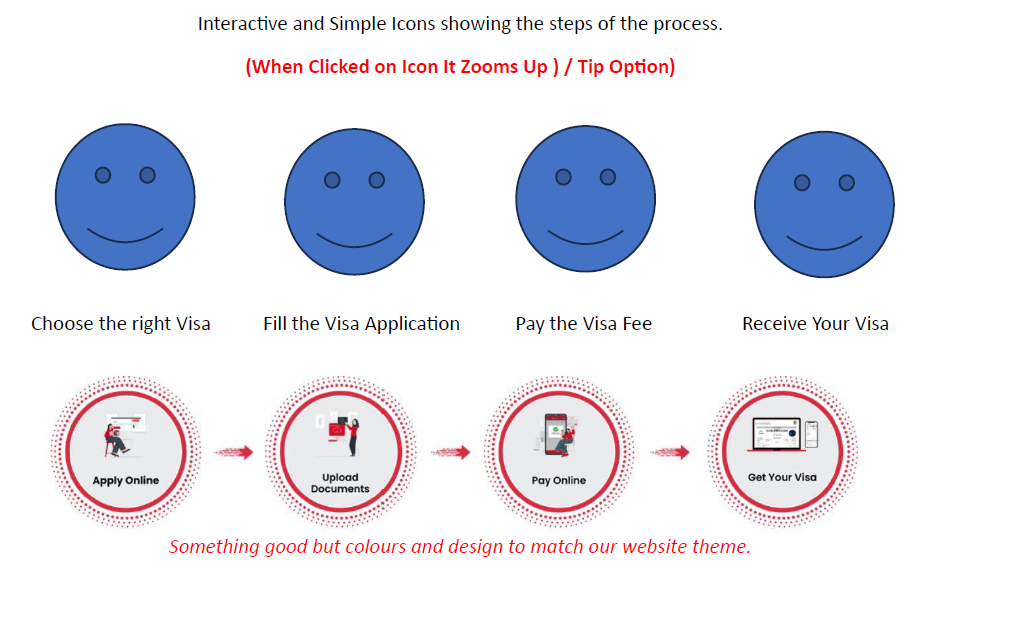 Interactive and Simple Icons showing the steps of the process.
(When Clicked on Icon It Zooms Up ) / Tip Option)
Choose the right Visa
Fill the Visa Application
Pay the Visa Fee
Receive Your Visa
Apply Online
Upload
Documents
Pay Online
Get Your Visa
Something good but colours and design to match our website theme.